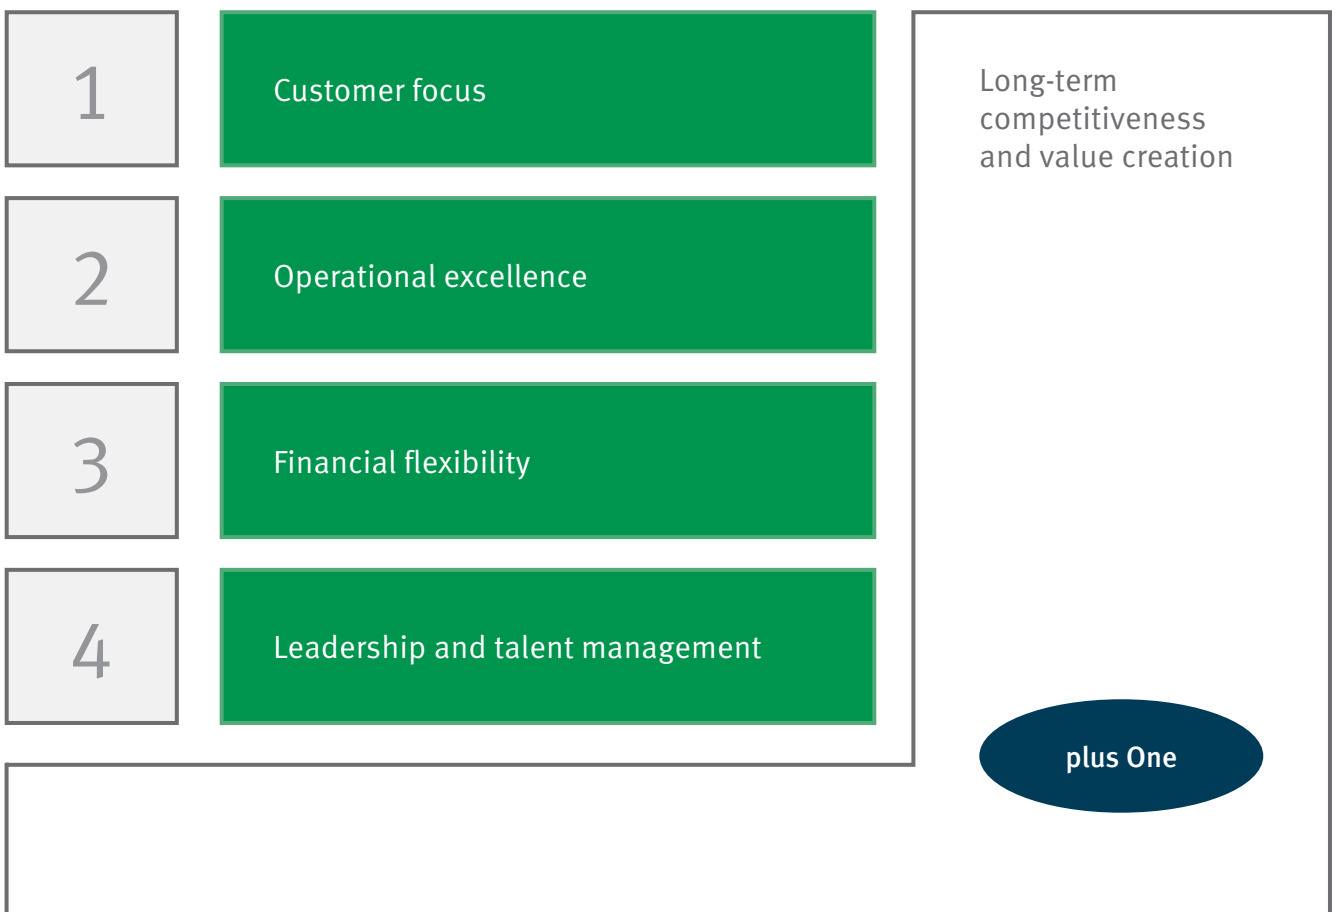 1
Customer focus
2
Operational excellence
3
Financial flexibility
4
Leadership and talent management
Long-term
competitiveness
and value creation
plus One